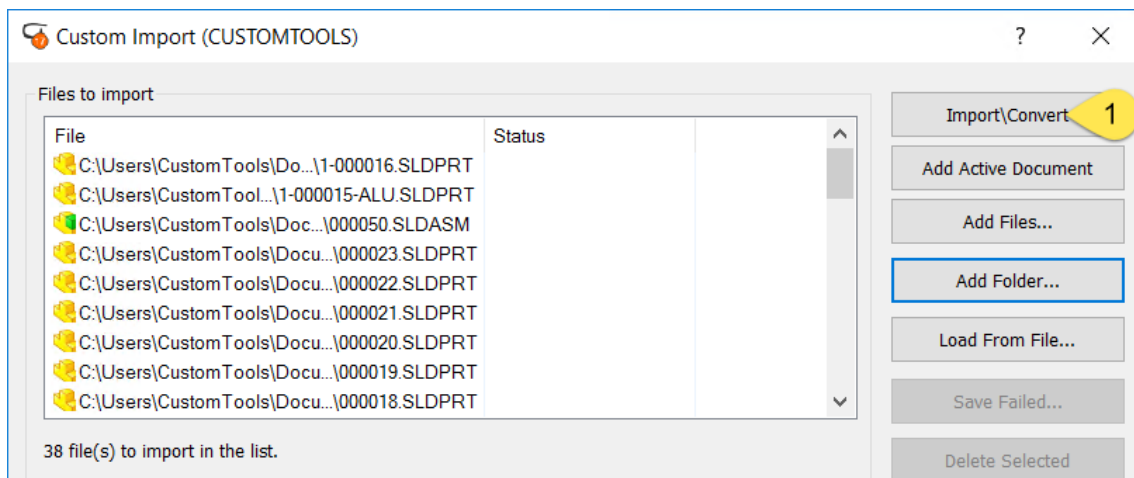 Custom Import (CUSTOMTOOLS)
?
Files to import
File Status
C:\Users\CustomTools\Do...\1-000016.SLDPRT
C:\Users\CustomTool...\1-000015-ALU.SLDPRT
C:\Users\CustomTools\Doc...\000050.SLDASM
C:\Users\CustomTools\Docu...\000023.SLDPRT
C:\Users\CustomTools\Docu...\000022.SLDPRT
C:\Users\CustomTools\Docu...\000021.SLDPRT
C:\Users\CustomTools\Docu...\000020.SLDPRT
C:\Users\CustomTools\Docu...\000019.SLDPRT
C:\Users\CustomTools\Docu...\000018.SLDPRT
38 file(s) to import in the list.
Import\Convert 1
Add Active Document
Add Files...
Add Folder...
Load From File...
Save Failed...
Delete Selected